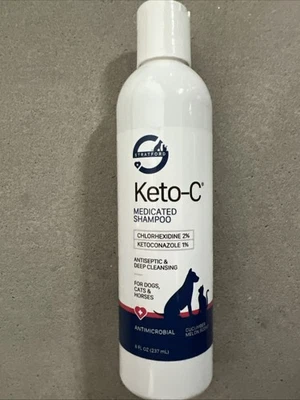 STRATFORD
Keto-C®
MEDICATED
SHAMPOO
CHLORHEXIDINE 2%
KETOCONAZOLE 1%
ANTISEPTIC &
DEEP CLEANSING
FOR DOGS,
CATS &
HORSES
ANTIMICROBIAL
CUCUMBER
MELON
8 FL OZ (237 mL)